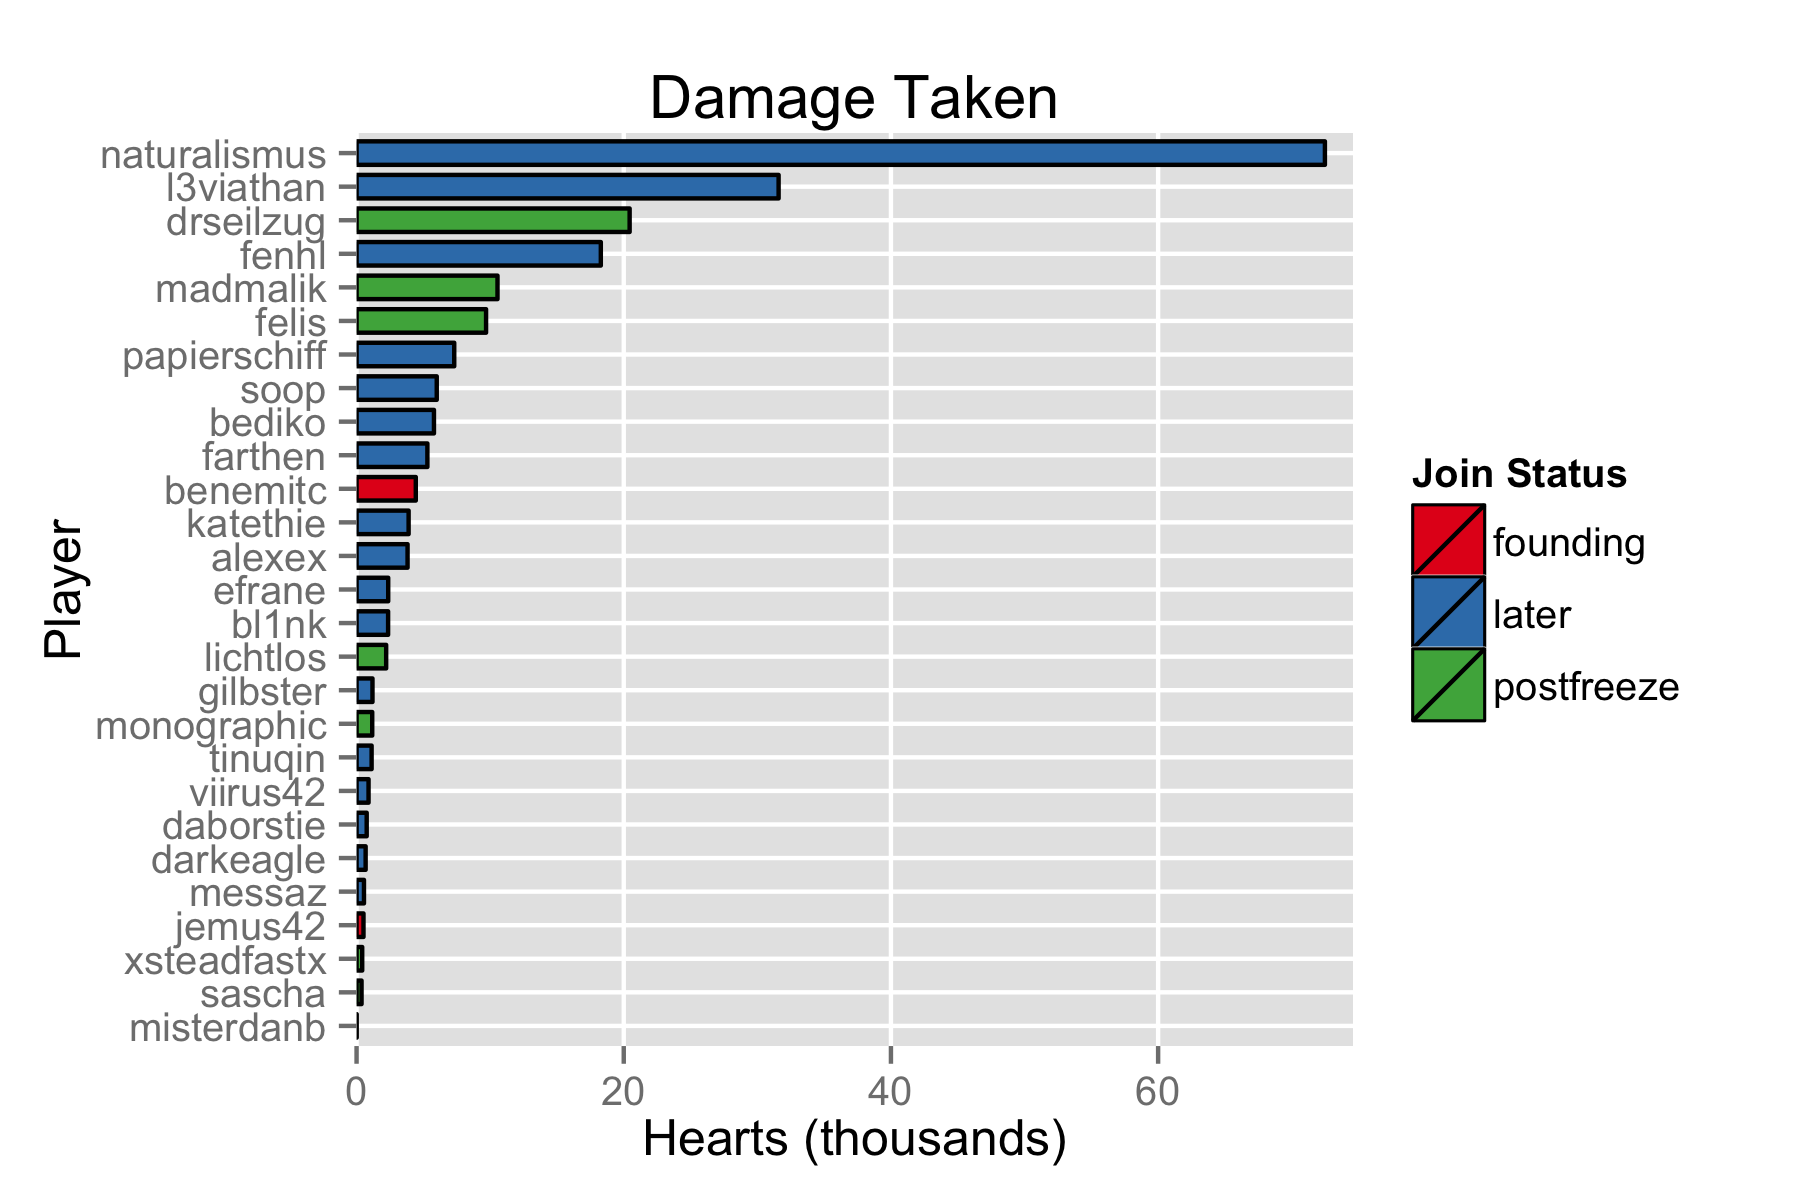 Damage Taken
Player
naturalismus
l3viathan
drseilzug
fenhl
madmalik
felis
papierschiff
soop
bediko
farthen
benemitc
katethie
alexex
efrane
bl1nk
lichtlos
gilbster
monographic
tinuqin
viirus42
daborstie
darkeagle
messaz
jemus42
xsteadfastx
sascha
misterdanb
0 20 40 60
Hearts (thousands)
Join Status
founding
later
postfreeze